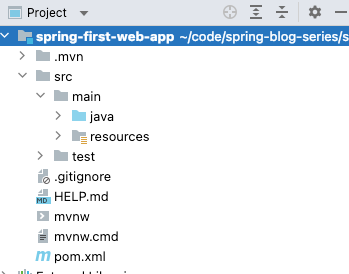 Project
spring-first-web-app ~/code/spring-blog-series/s
.mvn
src
main
java
resources
test
.gitignore
MD HELP.md
mvnw
mvnw.cmd
m pom.xml